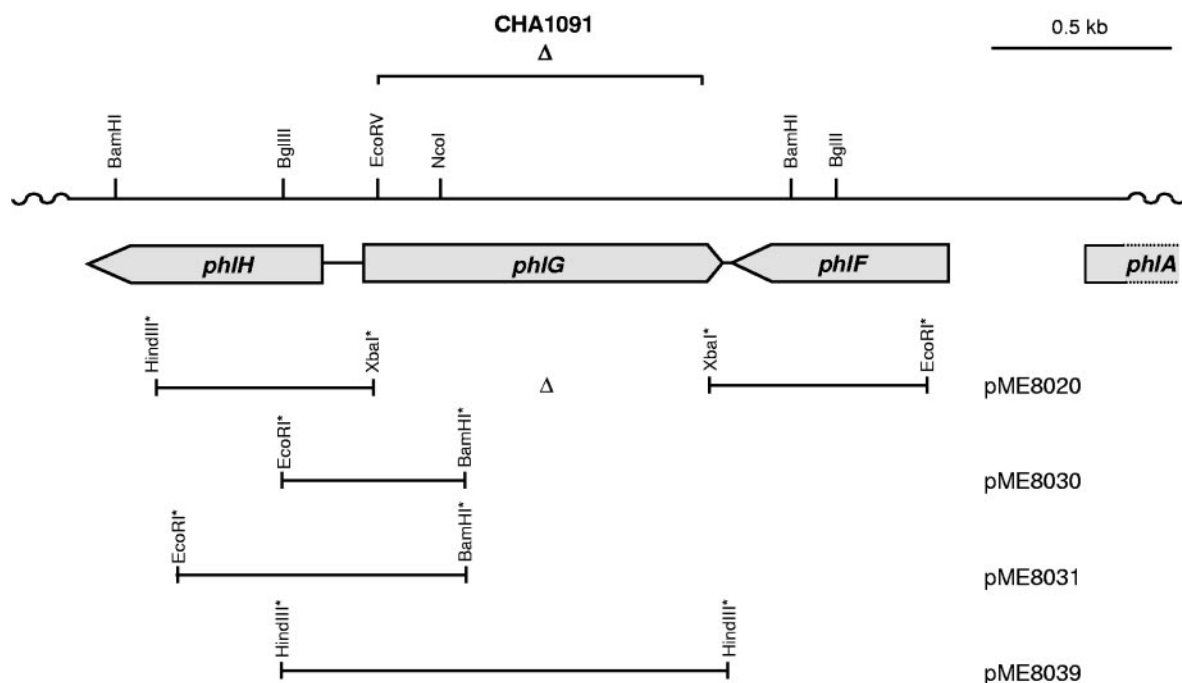 CHA1091
Δ
0.5 kb
BamHI
BglIII
EcoRV
NcoI
BamHI
BglII
phlH
phlG
phlF
phlA
HindIII*
XbaI*
Δ
XbaI*
EcoRI*
pME8020
EcoRI*
BamHI*
pME8030
EcoRI*
BamHI*
pME8031
HindIII*
HindIII*
pME8039